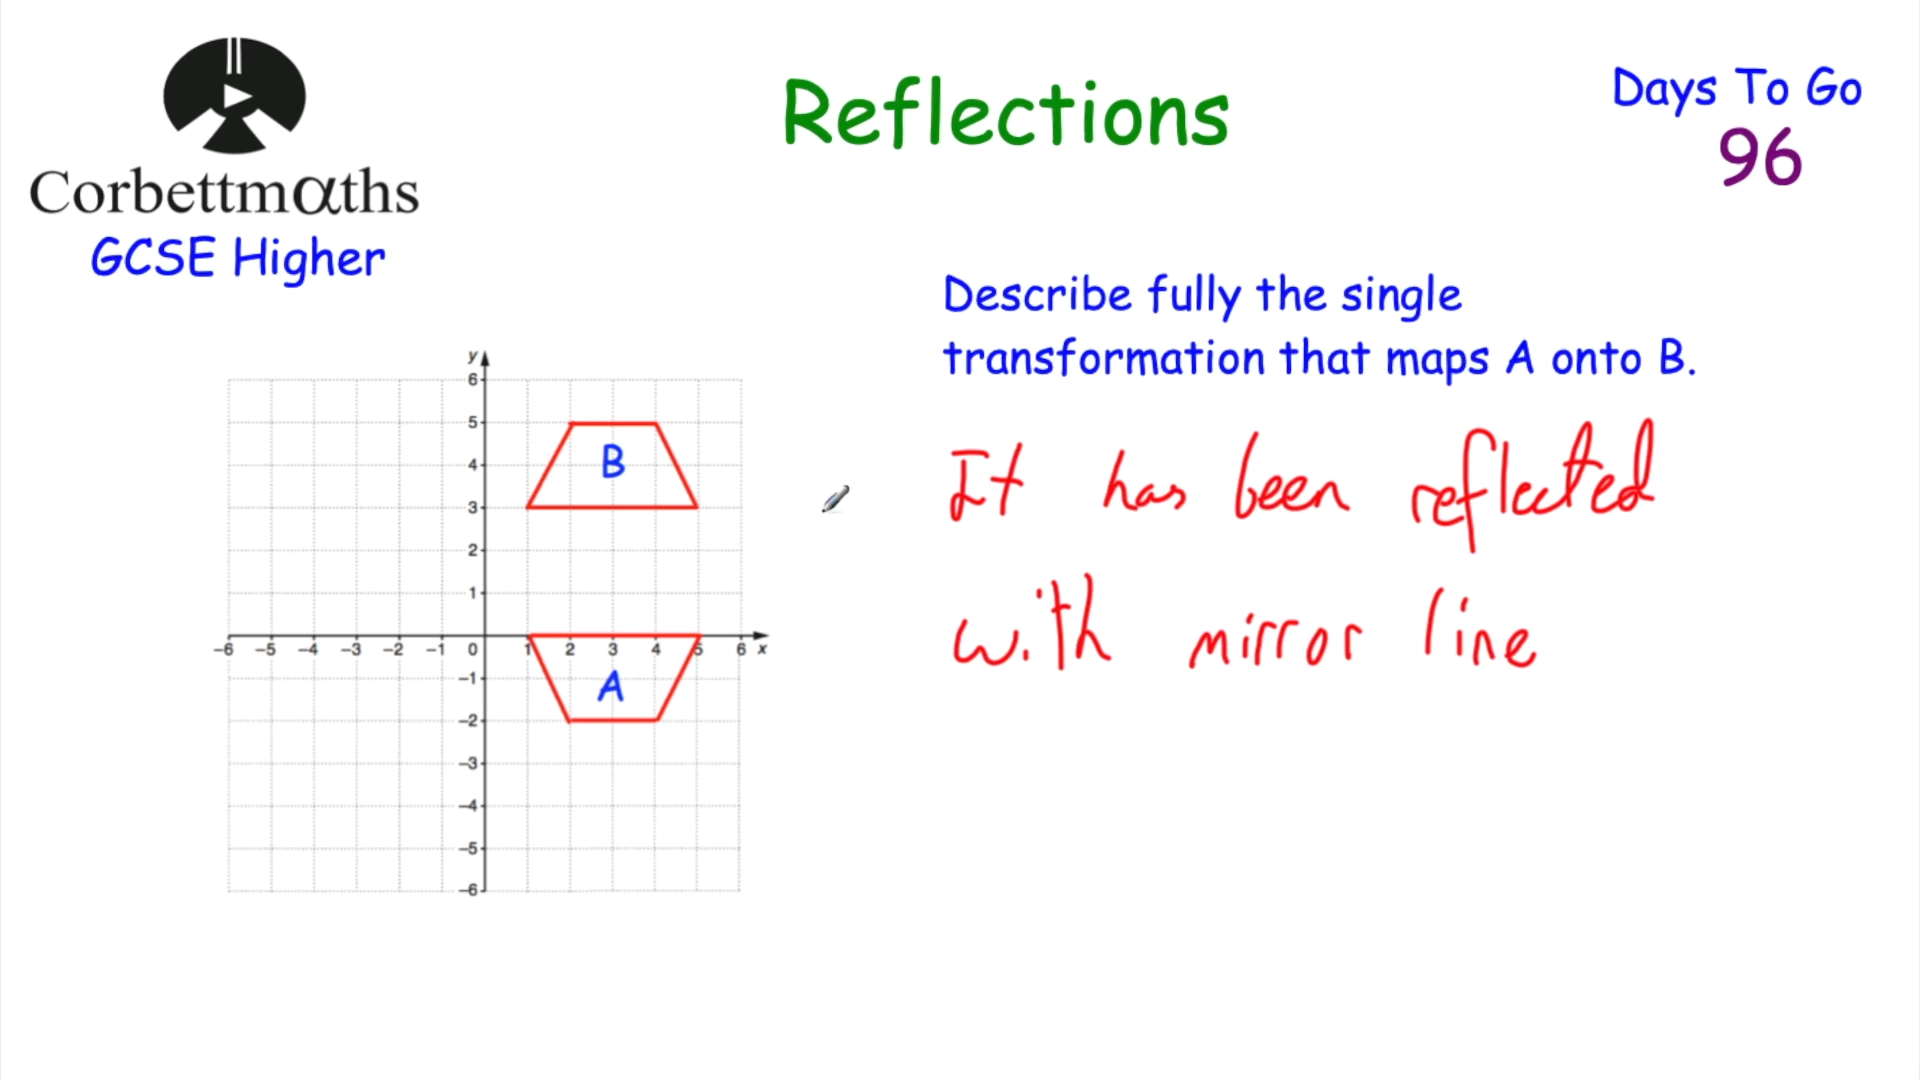 Corbettmαths
GCSE Higher
Reflections
Days To Go
96
Describe fully the single
transformation that maps A onto B.
It has been reflected
with mirror line
y
6
5
4
3
2
1
−6 −5 −4 −3 −2 −1 0 1 2 3 4 5 6 x
−1
−2
−3
−4
−5
−6
B
A